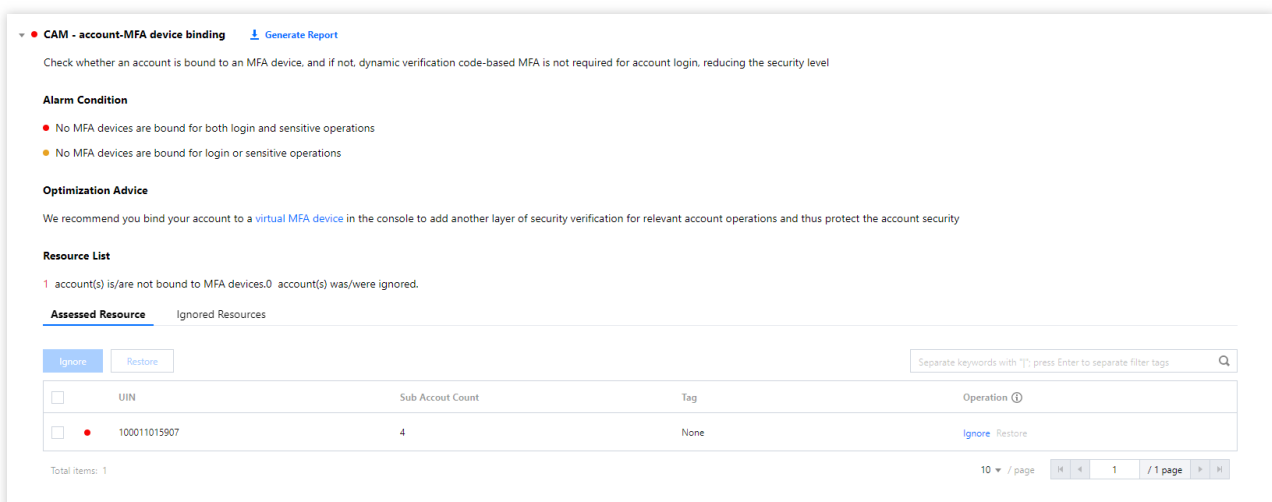 CAM - account-MFA device binding Generate Report
Check whether an account is bound to an MFA device, and if not, dynamic verification code-based MFA is not required for account login, reducing the security level
Alarm Condition
No MFA devices are bound for both login and sensitive operations
No MFA devices are bound for login or sensitive operations
Optimization Advice
We recommend you bind your account to a virtual MFA device in the console to add another layer of security verification for relevant account operations and thus protect the account security
Resource List
1 account(s) is/are not bound to MFA devices.0 account(s) was/were ignored.
Assessed Resource Ignored Resources
Ignore Restore Separate keywords with "|"; press Enter to separate filter tags
UIN Sub Accout Count Tag Operation
100011015907 4 None Ignore Restore
Total items: 1 10 / page 1 / 1 page